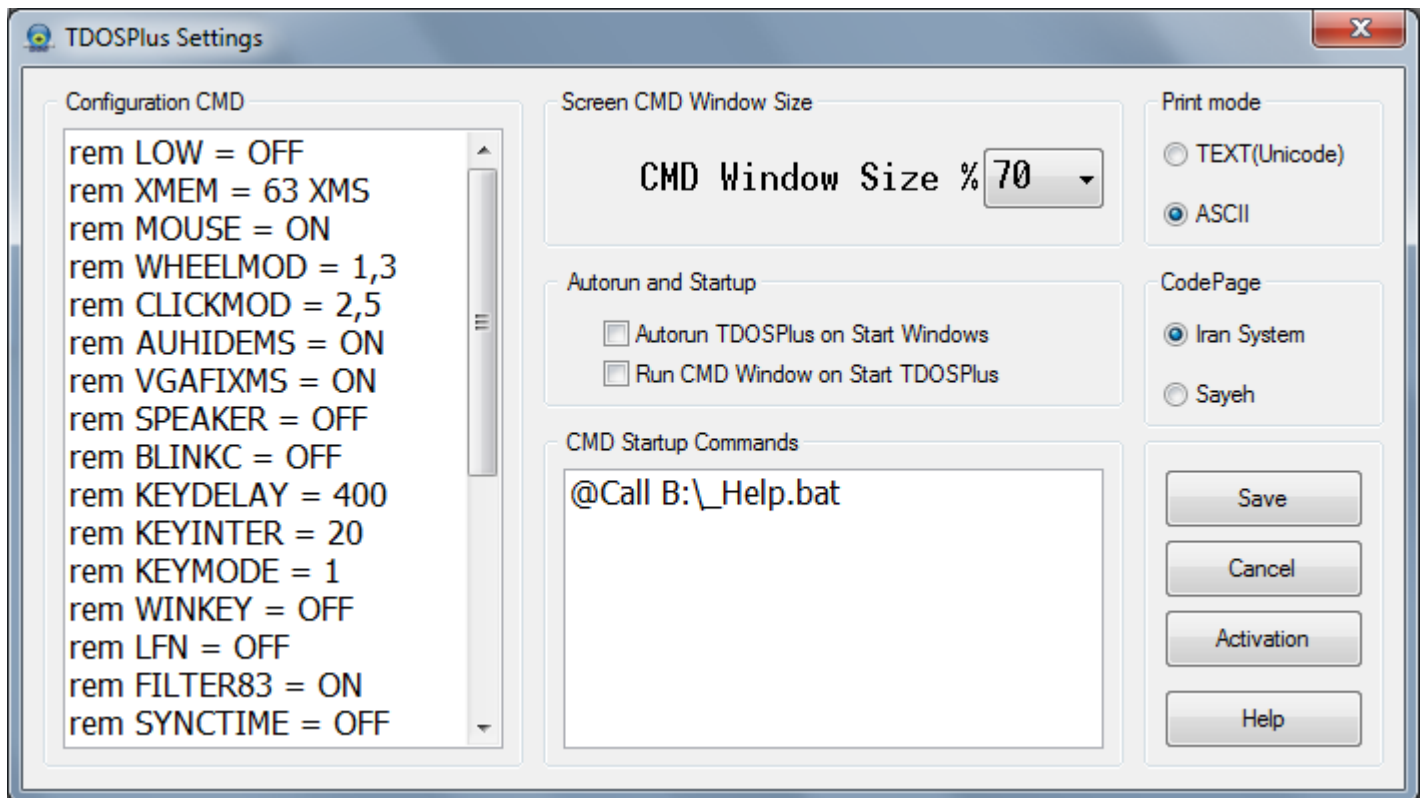 TDOSPlus Settings
Configuration CMD
rem LOW = OFF
rem XMEM = 63 XMS
rem MOUSE = ON
rem WHEELMOD = 1,3
rem CLICKMOD = 2,5
rem AUHIDEMS = ON
rem VGAFIXMS = ON
rem SPEAKER = OFF
rem BLINKC = OFF
rem KEYDELAY = 400
rem KEYINTER = 20
rem KEYMODE = 1
rem WINKEY = OFF
rem LFN = OFF
rem FILTER83 = ON
rem SYNCTIME = OFF
Screen CMD Window Size
CMD Window Size % 70
Autorun and Startup
Autorun TDOSPlus on Start Windows
Run CMD Window on Start TDOSPlus
CMD Startup Commands
@Call B:\_Help.bat
Print mode
TEXT(Unicode)
ASCII
CodePage
Iran System
Sayeh
Save
Cancel
Activation
Help